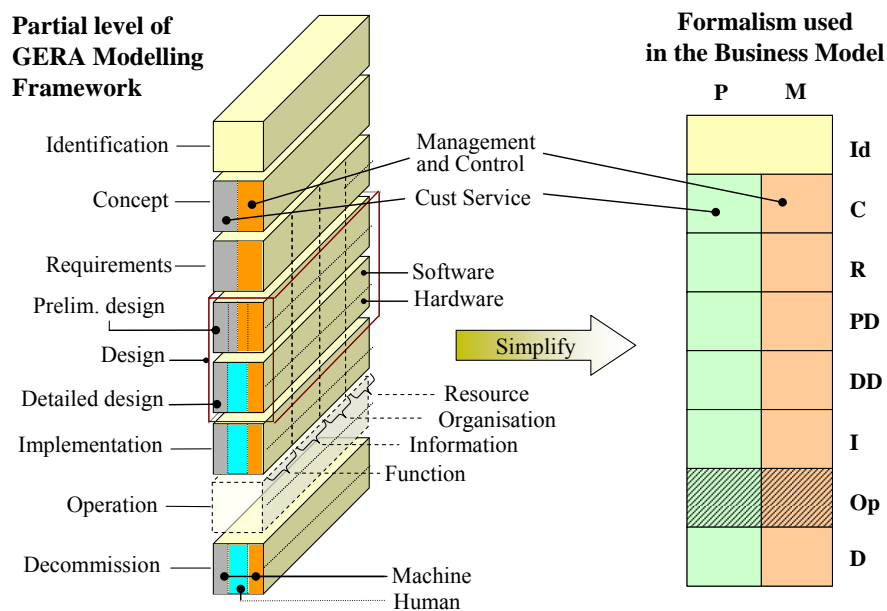 Partial level of
GERA Modelling
Framework
Formalism used
in the Business Model
P M
Identification
Management
and Control
Id
Concept
Cust Service
C
Requirements
Software
R
Prelim. design
Hardware
PD
Simplify
Design
Detailed design
Resource
DD
Organisation
Implementation
Information
I
Function
Operation
Op
Decommission
Machine
D
Human